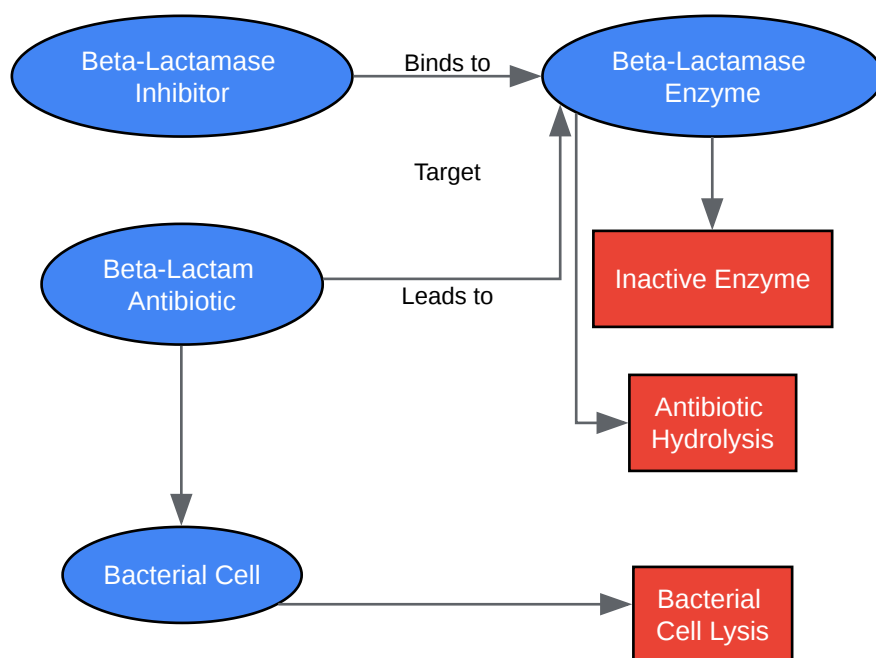 Beta-Lactamase
Inhibitor
Binds to
Beta-Lactamase
Enzyme
Target
Beta-Lactam
Antibiotic
Leads to
Inactive Enzyme
Antibiotic
Hydrolysis
Bacterial Cell
Bacterial
Cell Lysis